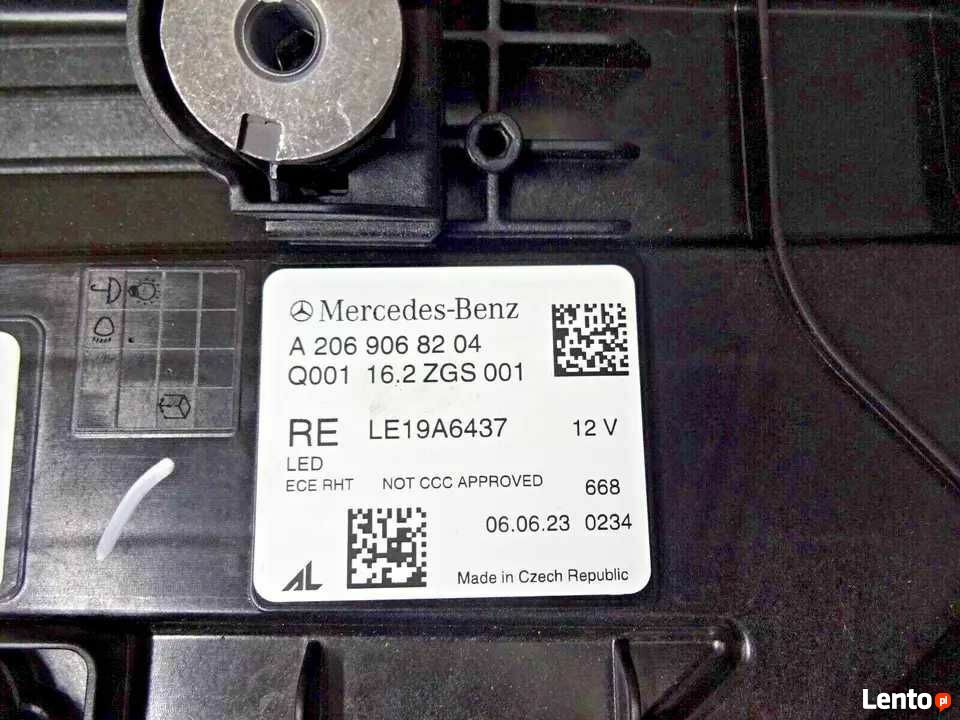 Mercedes-Benz
A 206 906 82 04
Q001 16.2 ZGS 001
RE LE19A6437 12 V
LED
ECE RHT NOT CCC APPROVED 668
06.06.23 0234
AL Made in Czech Republic
Lento.pl